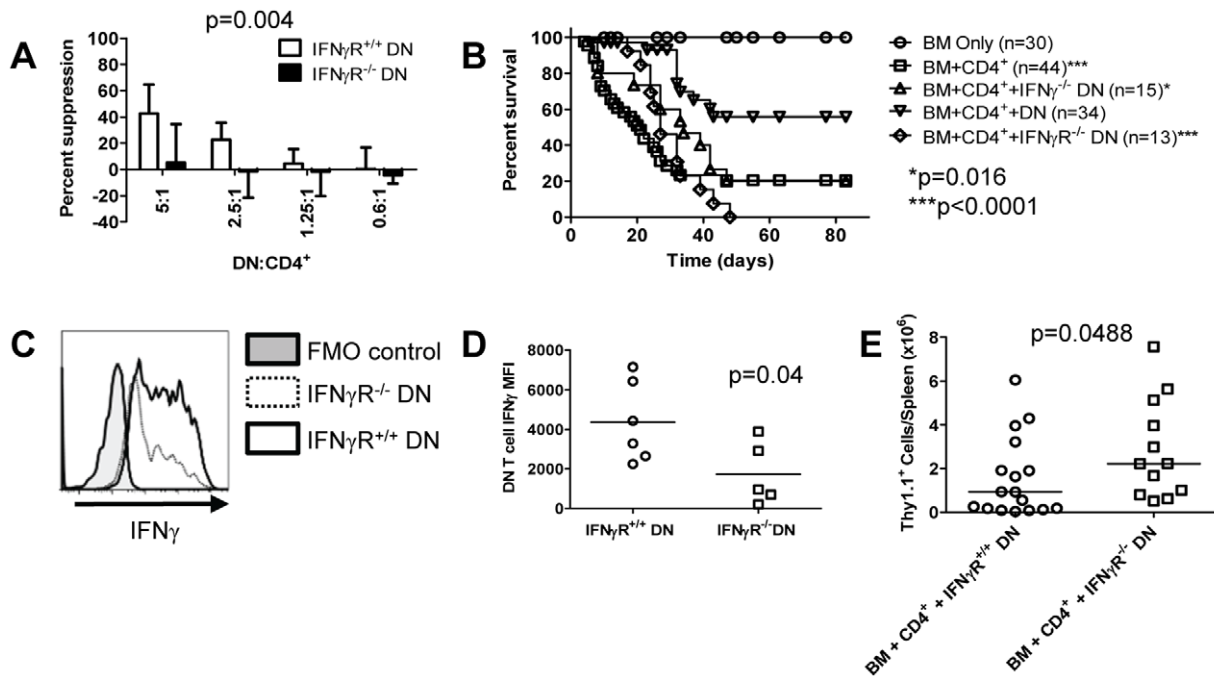 A
p=0.004
IFNγR+/+ DN
IFNγR-/- DN
Percent suppression
100
80
60
40
20
0
-20
-40
5:1
2.5:1
1.25:1
0.6:1
DN:CD4+
B
Percent survival
100
80
60
40
20
0
0
20
40
60
80
Time (days)
BM Only (n=30)
BM+CD4+ (n=44)***
BM+CD4++IFNγ-/- DN (n=15)*
BM+CD4++DN (n=34)
BM+CD4++IFNγR-/- DN (n=13)***
*p=0.016
***p<0.0001
C
FMO control
IFNγR-/- DN
IFNγR+/+ DN
IFNγ
D
DN T cell IFNγ MFI
8000
6000
4000
2000
0
p=0.04
IFNγR+/+ DN
IFNγR-/-DN
E
p=0.0488
Thy1.1+ Cells/Spleen (x10^6)
8
6
4
2
0
BM + CD4+ + IFNγR+/+ DN
BM + CD4+ + IFNγR-/- DN